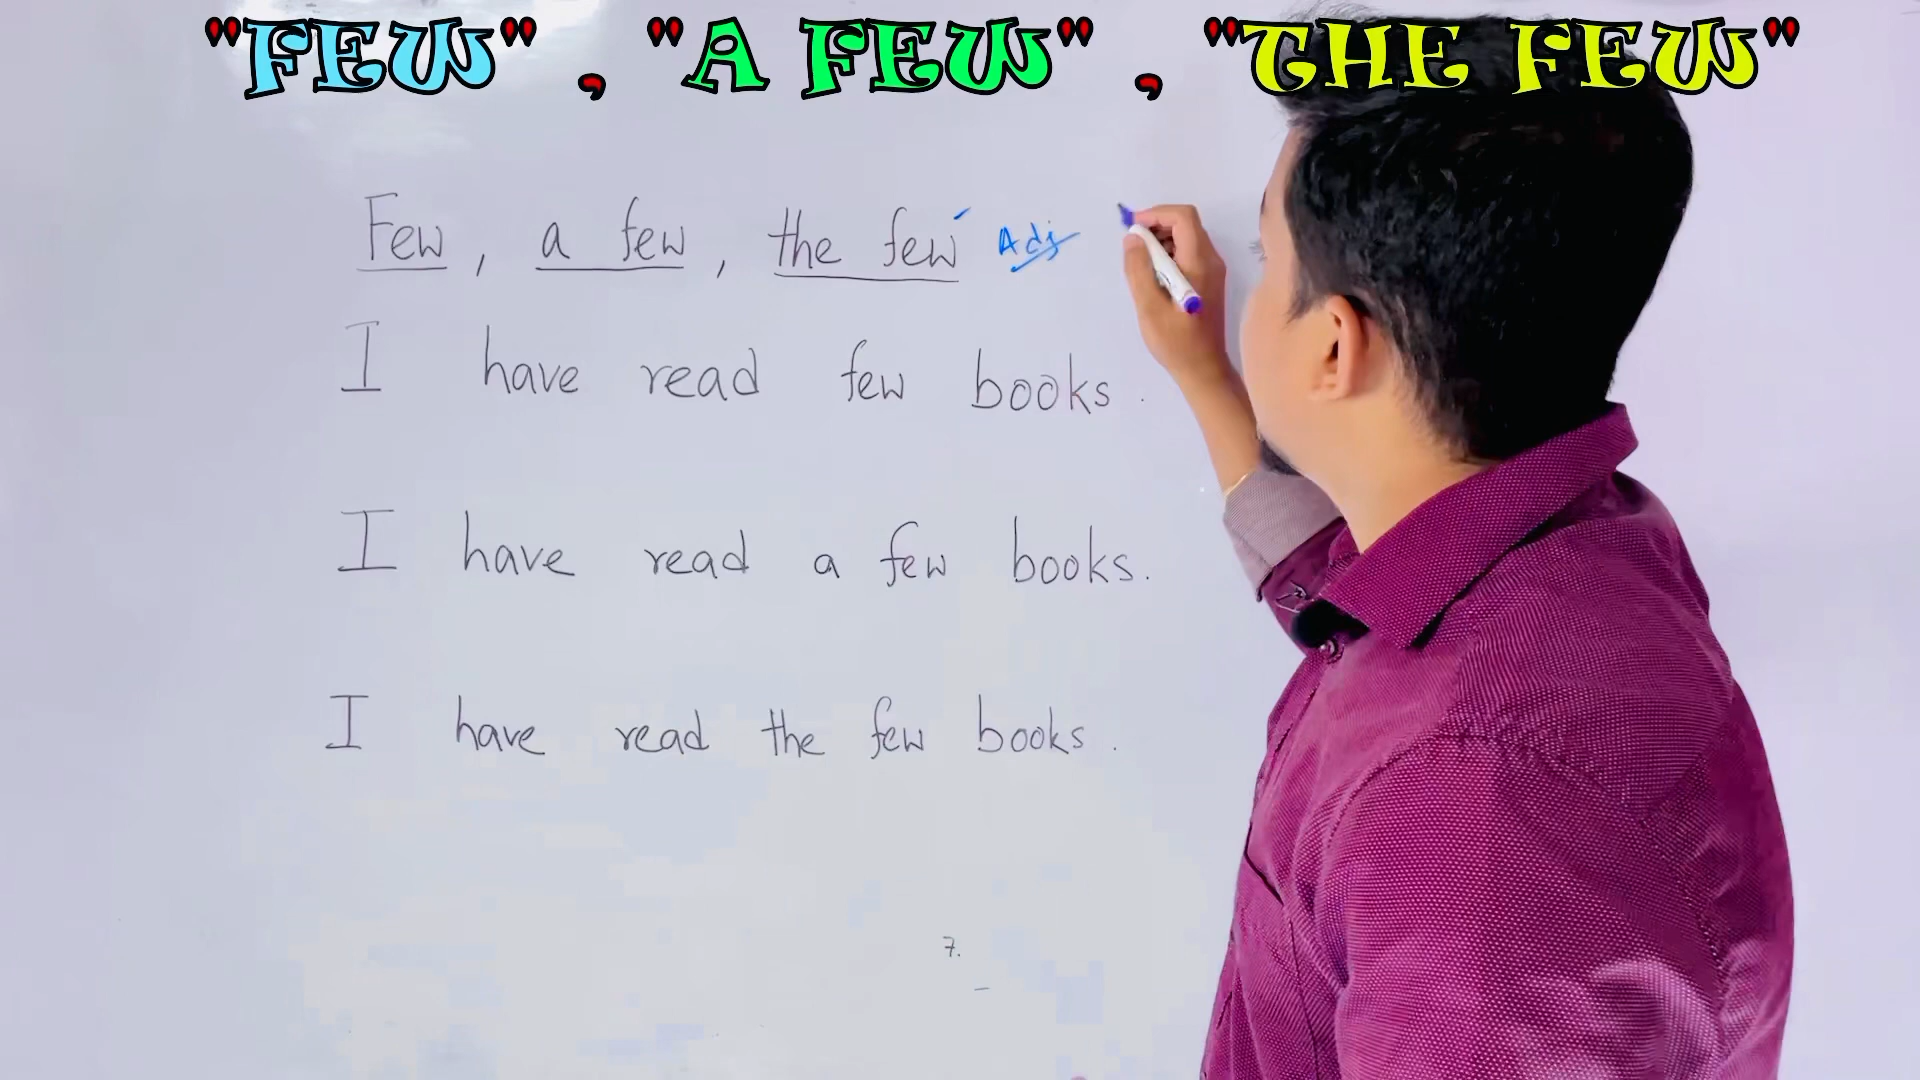 "FEW" , "A FEW" , "THE FEW"
Few , a few , the few Adj
I have read few books .
I have read a few books.
I have read the few books .
7.